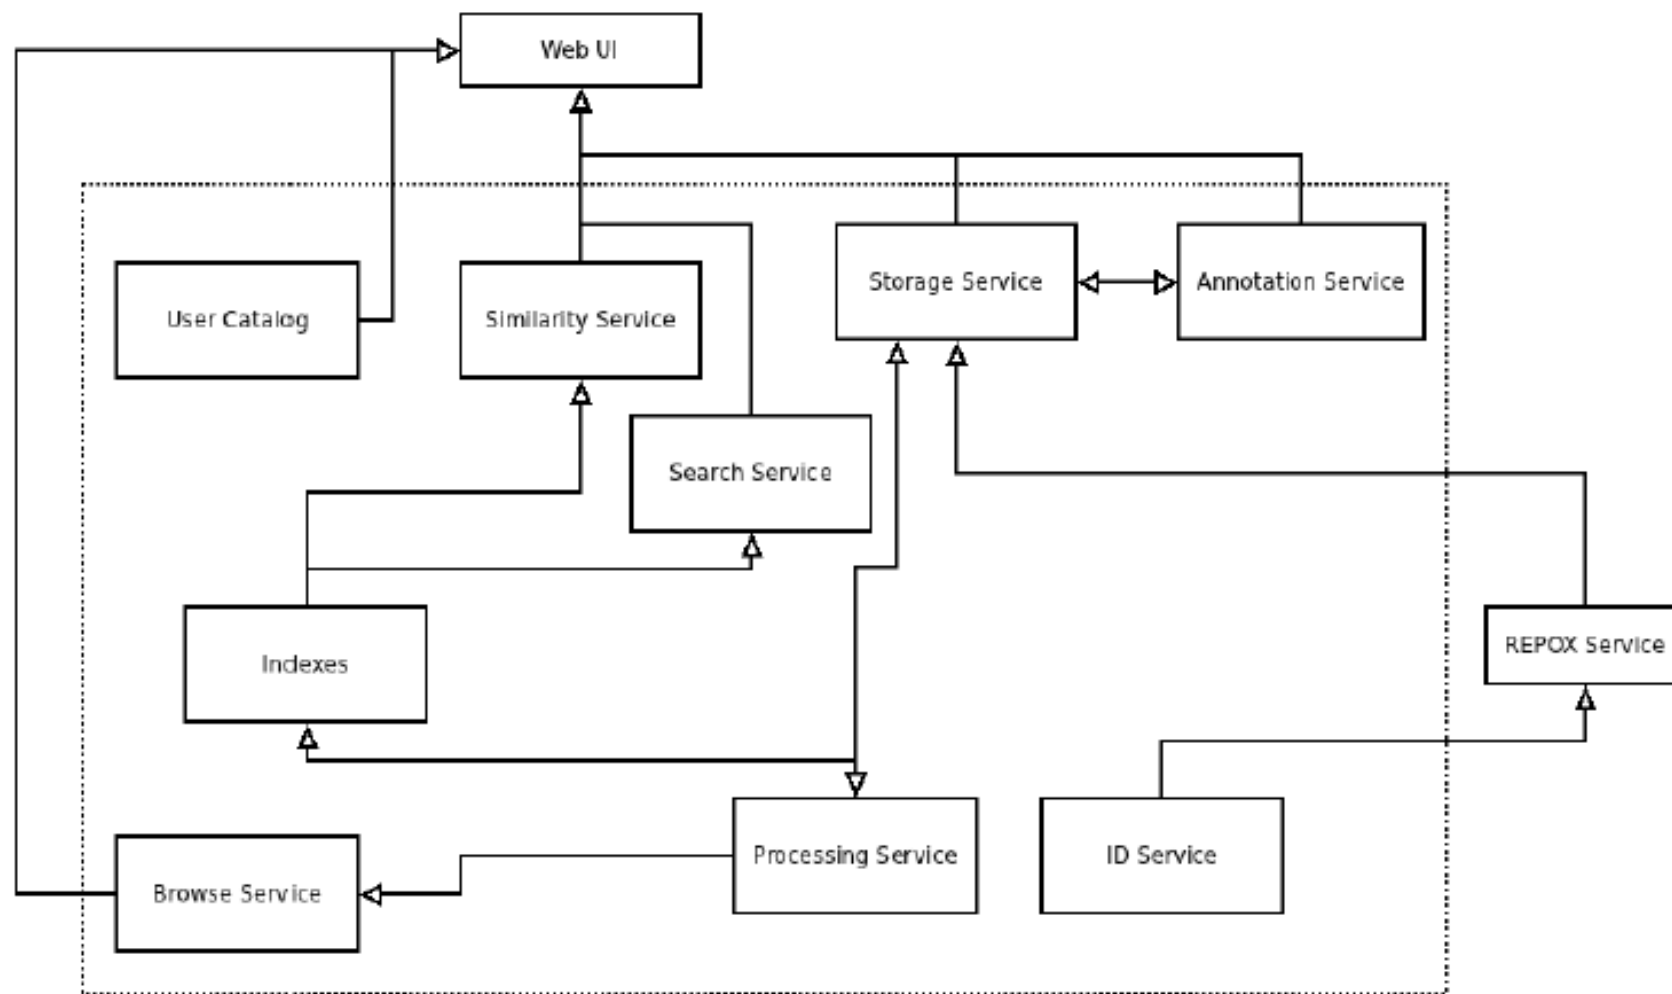 Web UI
Storage Service
Annotation Service
User Catalog
Similarity Service
Search Service
REPOX Service
Indexes
Processing Service
ID Service
Browse Service